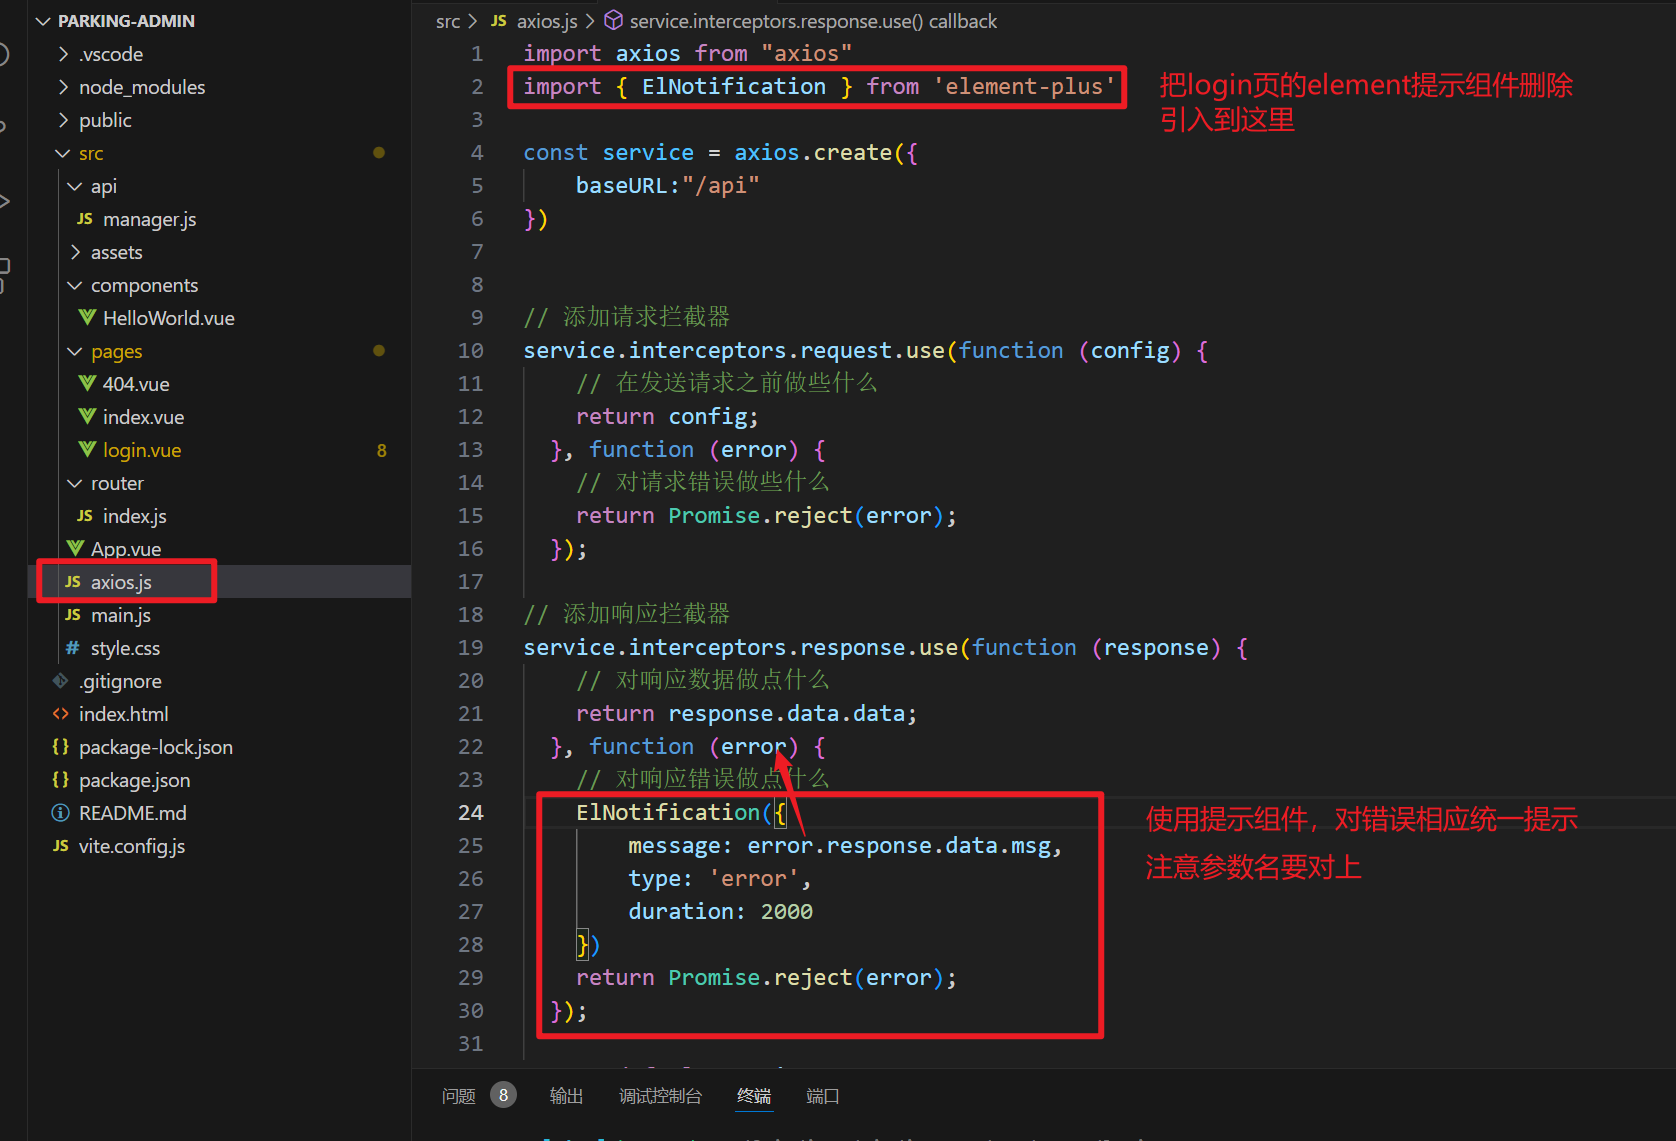 PARKING-ADMIN
.vscode
node_modules
public
src
api
JS manager.js
assets
components
HelloWorld.vue
pages
404.vue
index.vue
login.vue 8
router
JS index.js
App.vue
JS axios.js
JS main.js
# style.css
.gitignore
<> index.html
{} package-lock.json
{} package.json
README.md
JS vite.config.js
src > JS axios.js > service.interceptors.response.use() callback
1 import axios from "axios"
2 import { ElNotification } from 'element-plus'
3
4 const service = axios.create({
5 baseURL:"/api"
6 })
7
8
9 // 添加请求拦截器
10 service.interceptors.request.use(function (config) {
11 // 在发送请求之前做些什么
12 return config;
13 }, function (error) {
14 // 对请求错误做些什么
15 return Promise.reject(error);
16 });
17
18 // 添加响应拦截器
19 service.interceptors.response.use(function (response) {
20 // 对响应数据做点什么
21 return response.data.data;
22 }, function (error) {
23 // 对响应错误做点什么
24 ElNotification({
25 message: error.response.data.msg,
26 type: 'error',
27 duration: 2000
28 })
29 return Promise.reject(error);
30 });
31
把login页的element提示组件删除
引入到这里
使用提示组件，对错误相应统一提示
注意参数名要对上
问题 8 输出 调试控制台 终端 端口